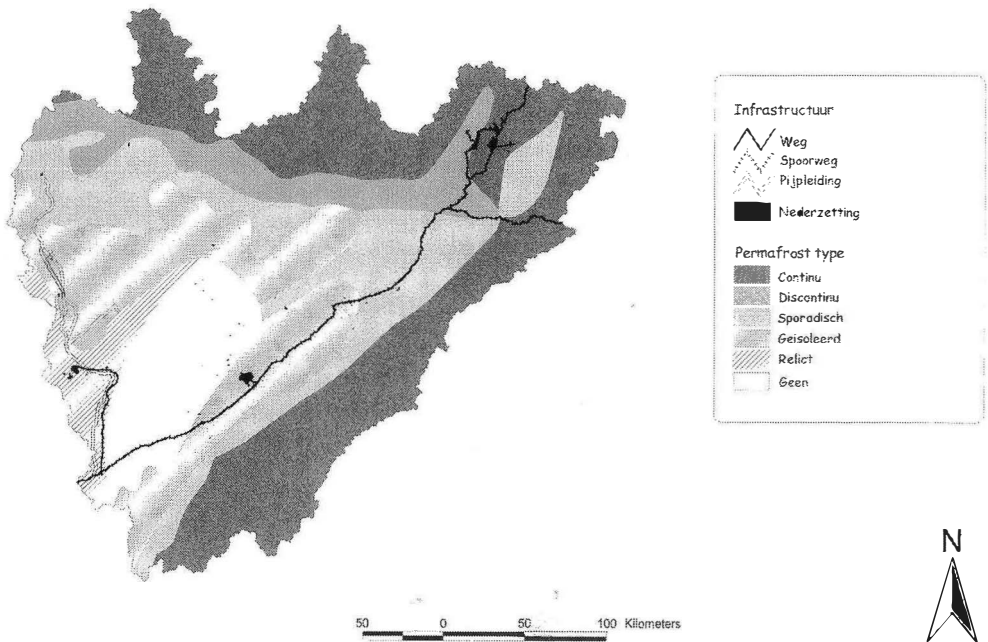 Infrastructuur
Weg
Spoorweg
Pijpleiding
Nederzetting
Permafrost type
Continu
Discontinu
Sporadisch
Geisoleerd
Relict
Geen
N
50 0 50 100 Kilometers